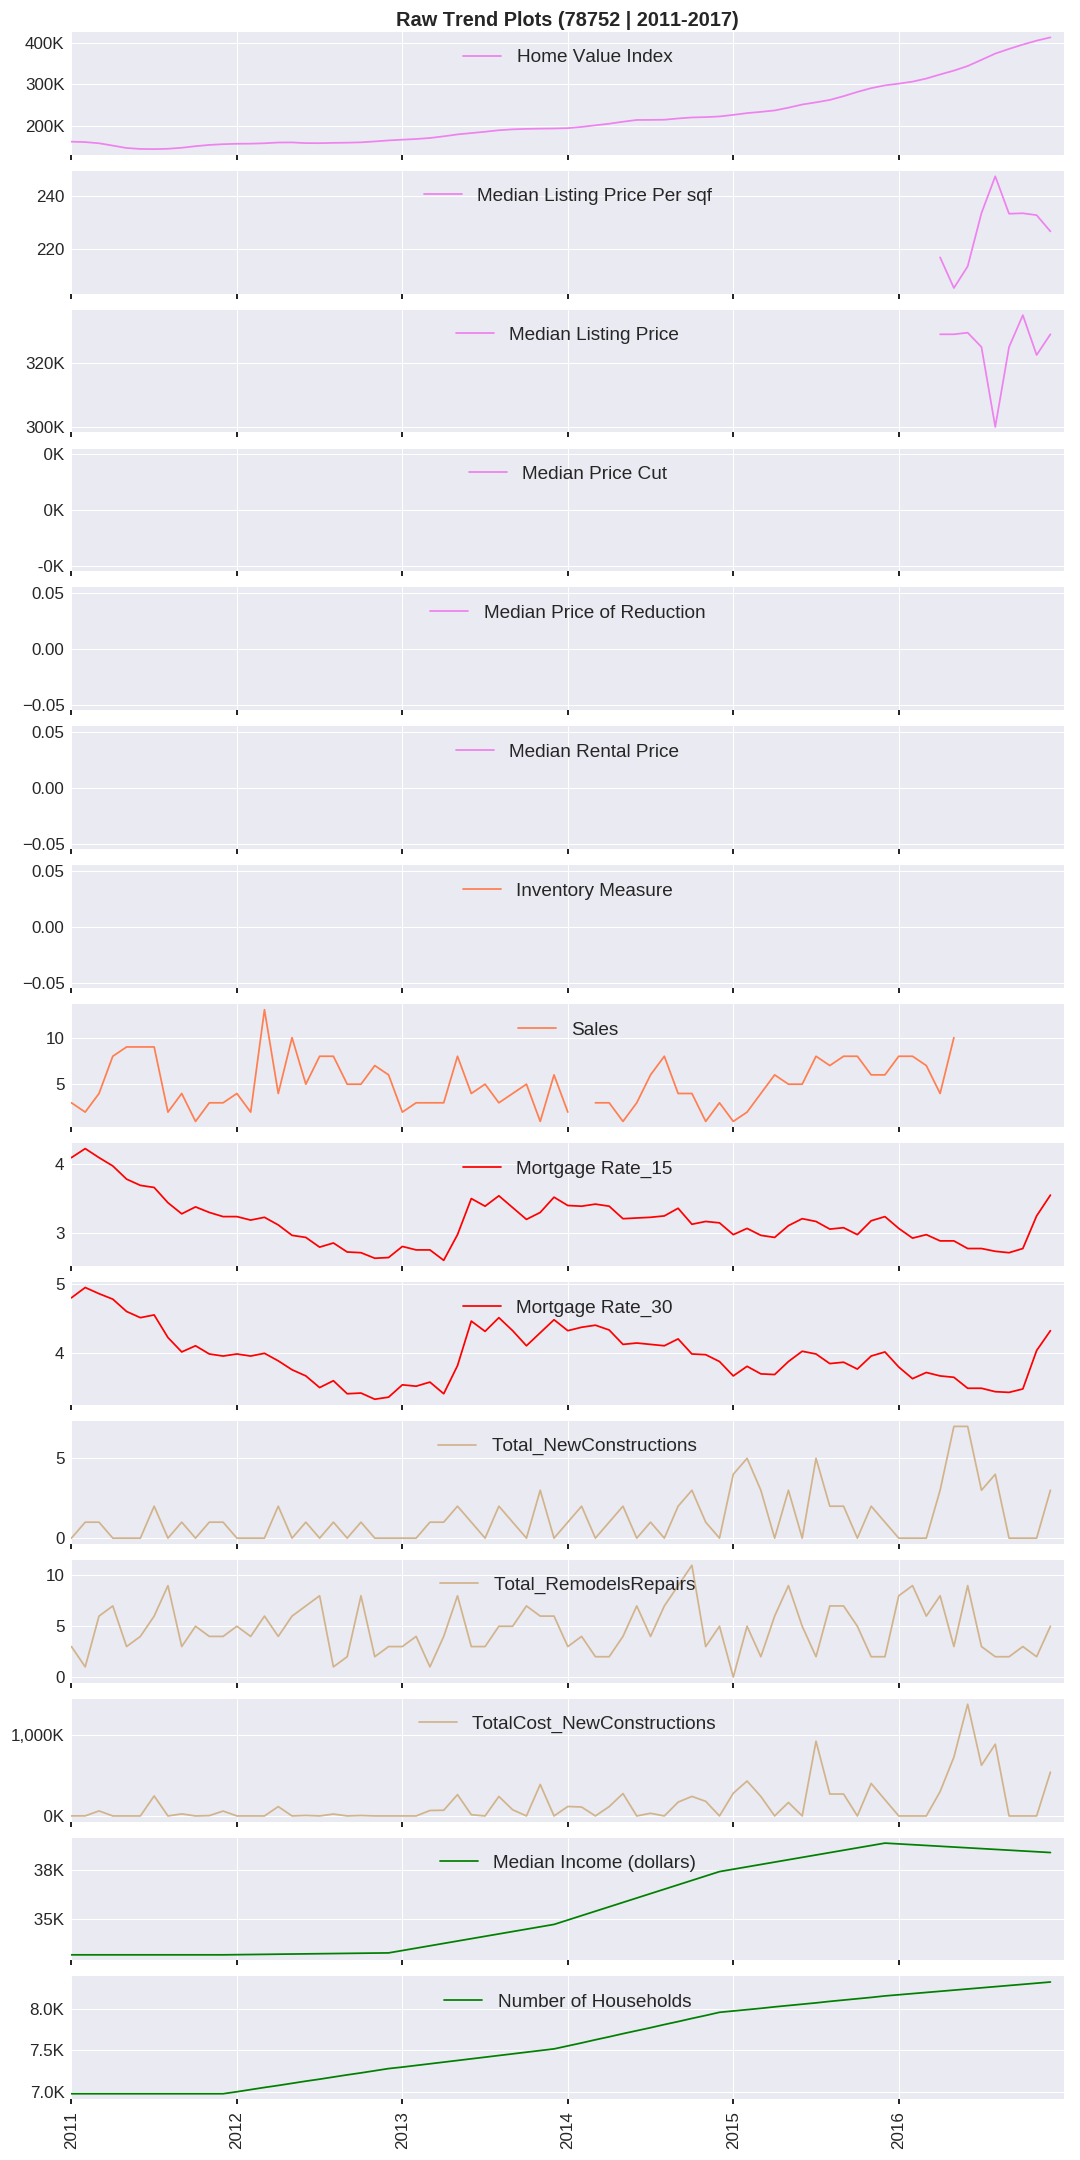 Raw Trend Plots (78752 | 2011-2017)
400K
300K
200K
Home Value Index
240
220
Median Listing Price Per sqf
320K
300K
Median Listing Price
0K
0K
-0K
Median Price Cut
0.05
0.00
−0.05
Median Price of Reduction
0.05
0.00
−0.05
Median Rental Price
0.05
0.00
−0.05
Inventory Measure
10
5
Sales
4
3
Mortgage Rate_15
5
4
Mortgage Rate_30
5
0
Total_NewConstructions
10
5
0
Total_RemodelsRepairs
1,000K
0K
TotalCost_NewConstructions
38K
35K
Median Income (dollars)
8.0K
7.5K
7.0K
Number of Households
2011
2012
2013
2014
2015
2016